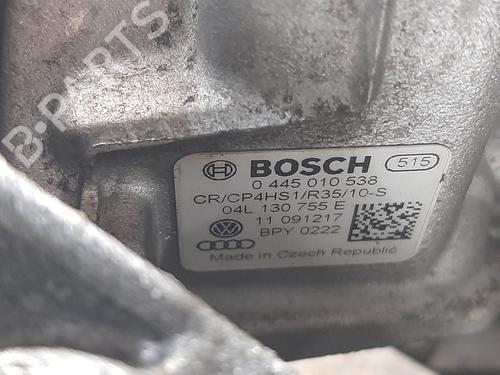 B-PARTS
BOSCH 515
0 445 010 538
CR/CP4HS1/R35/10-S
04L 130 755 E
11 091217
BPY 0222
Made in Czech Republic